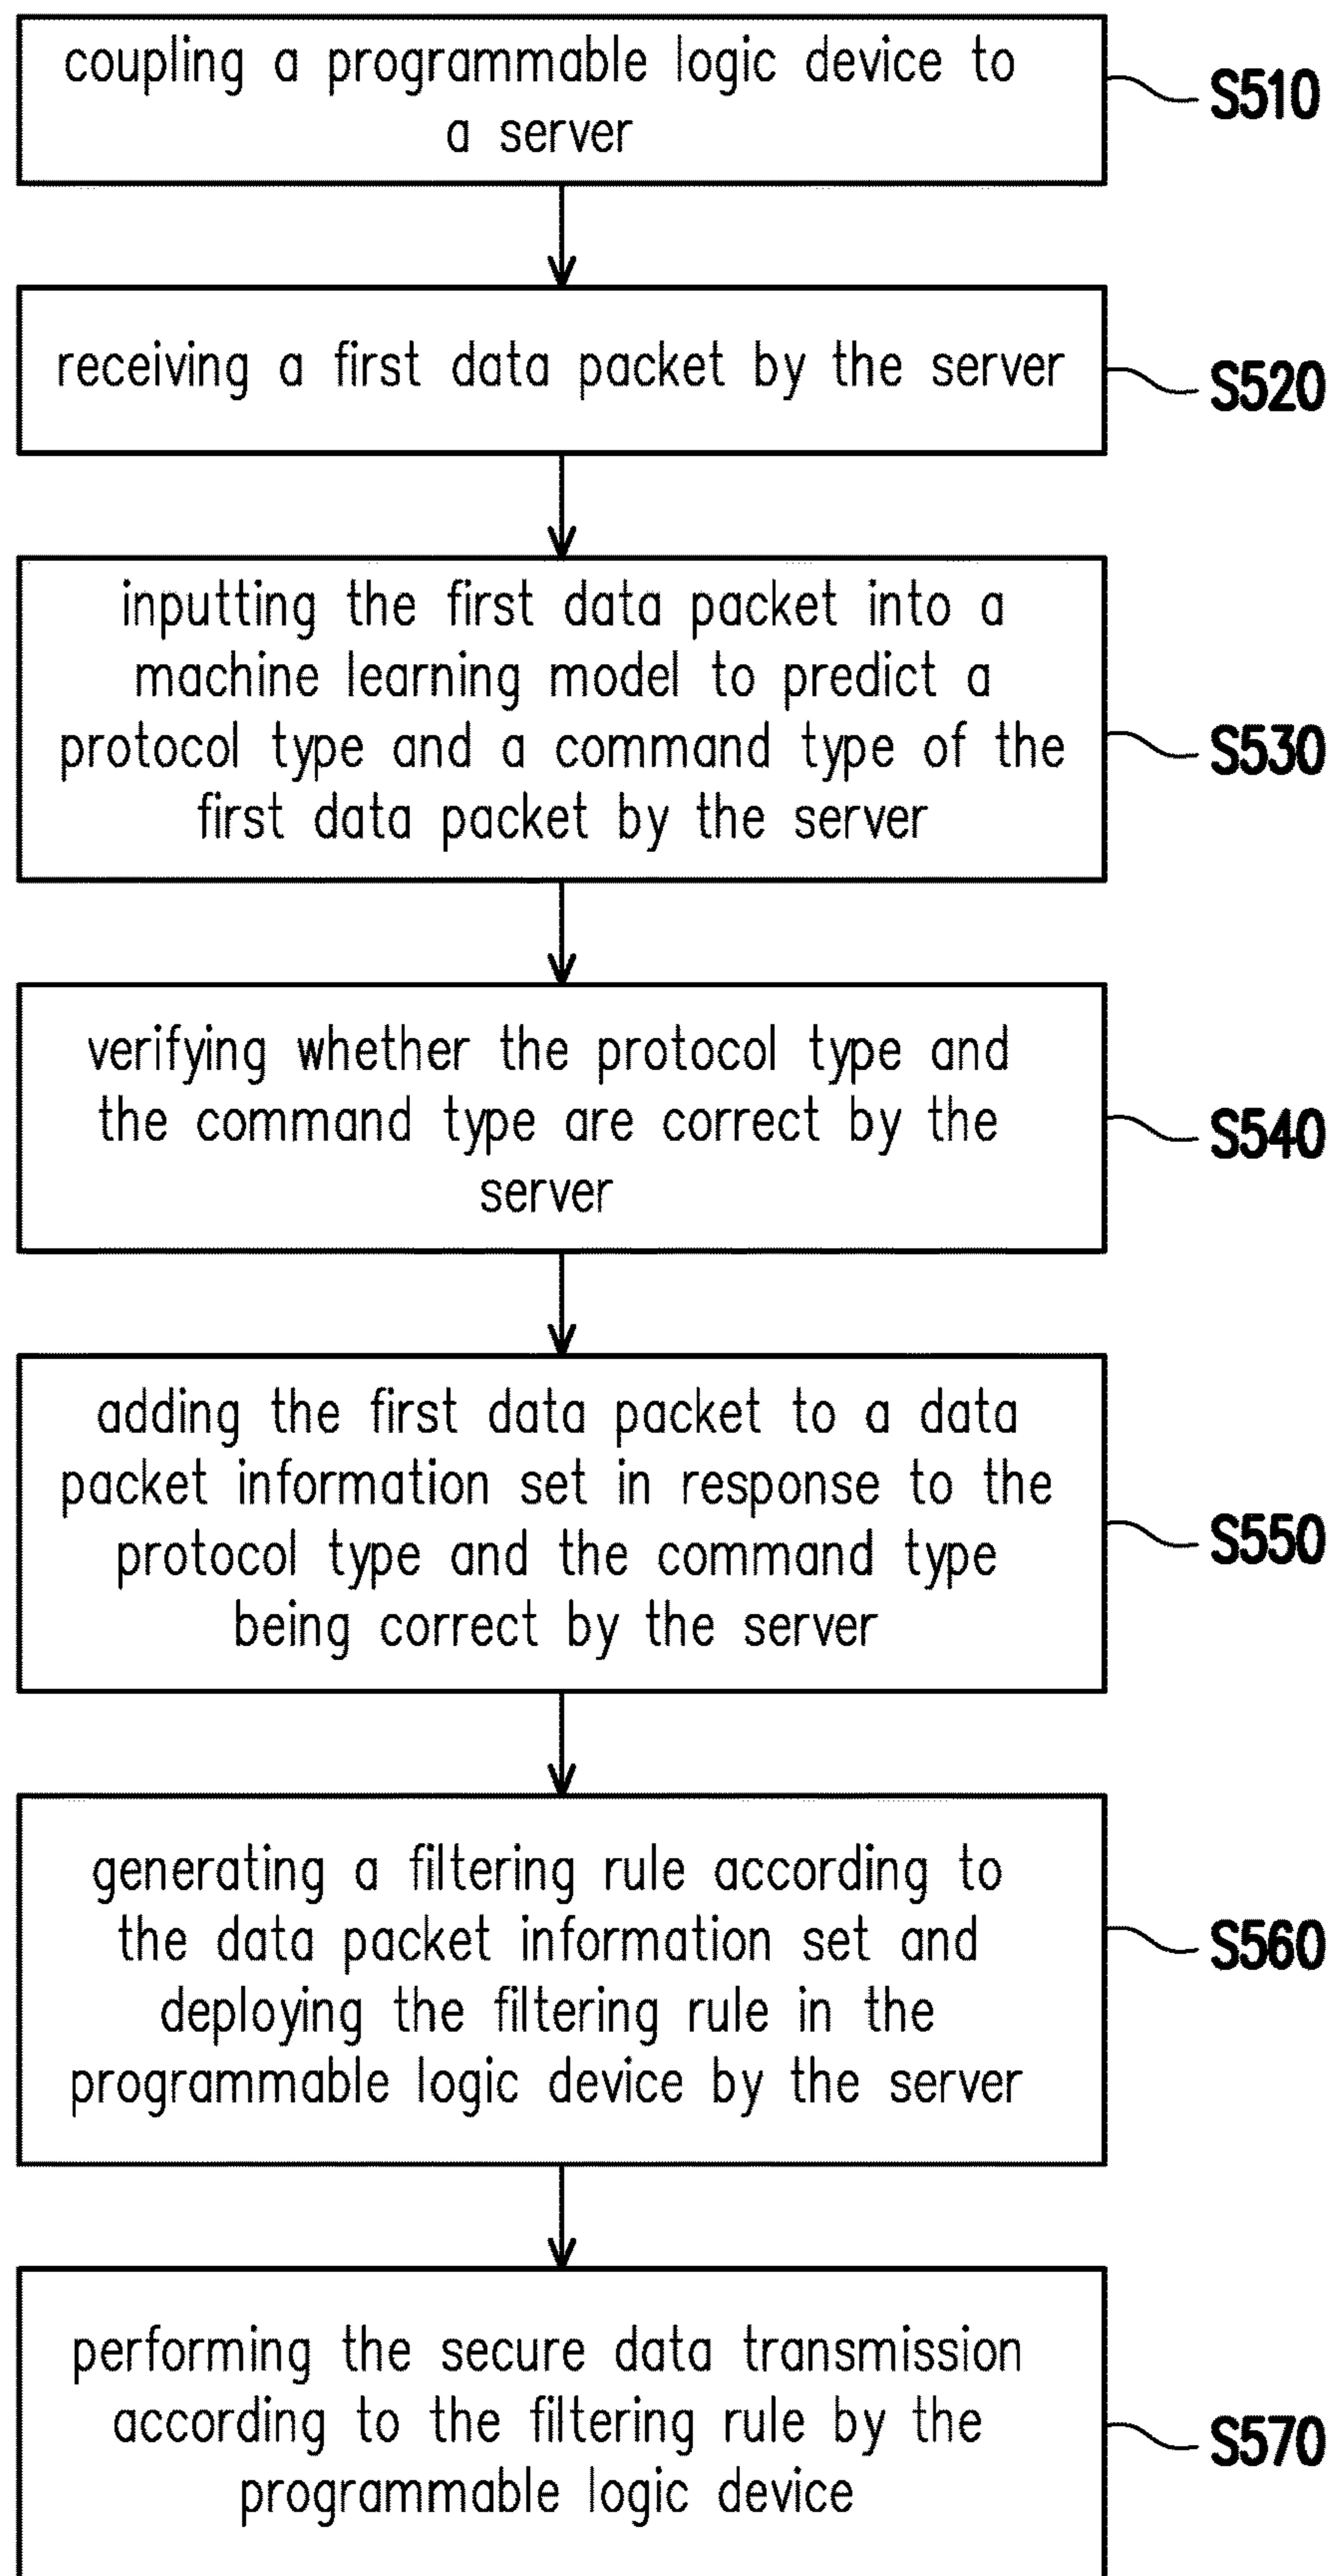 coupling a programmable logic device to
a server
S510
receiving a first data packet by the server
S520
inputting the first data packet into a
machine learning model to predict a
protocol type and a command type of the
first data packet by the server
S530
verifying whether the protocol type and
the command type are correct by the
server
S540
adding the first data packet to a data
packet information set in response to the
protocol type and the command type
being correct by the server
S550
generating a filtering rule according to
the data packet information set and
deploying the filtering rule in the
programmable logic device by the server
S560
performing the secure data transmission
according to the filtering rule by the
programmable logic device
S570